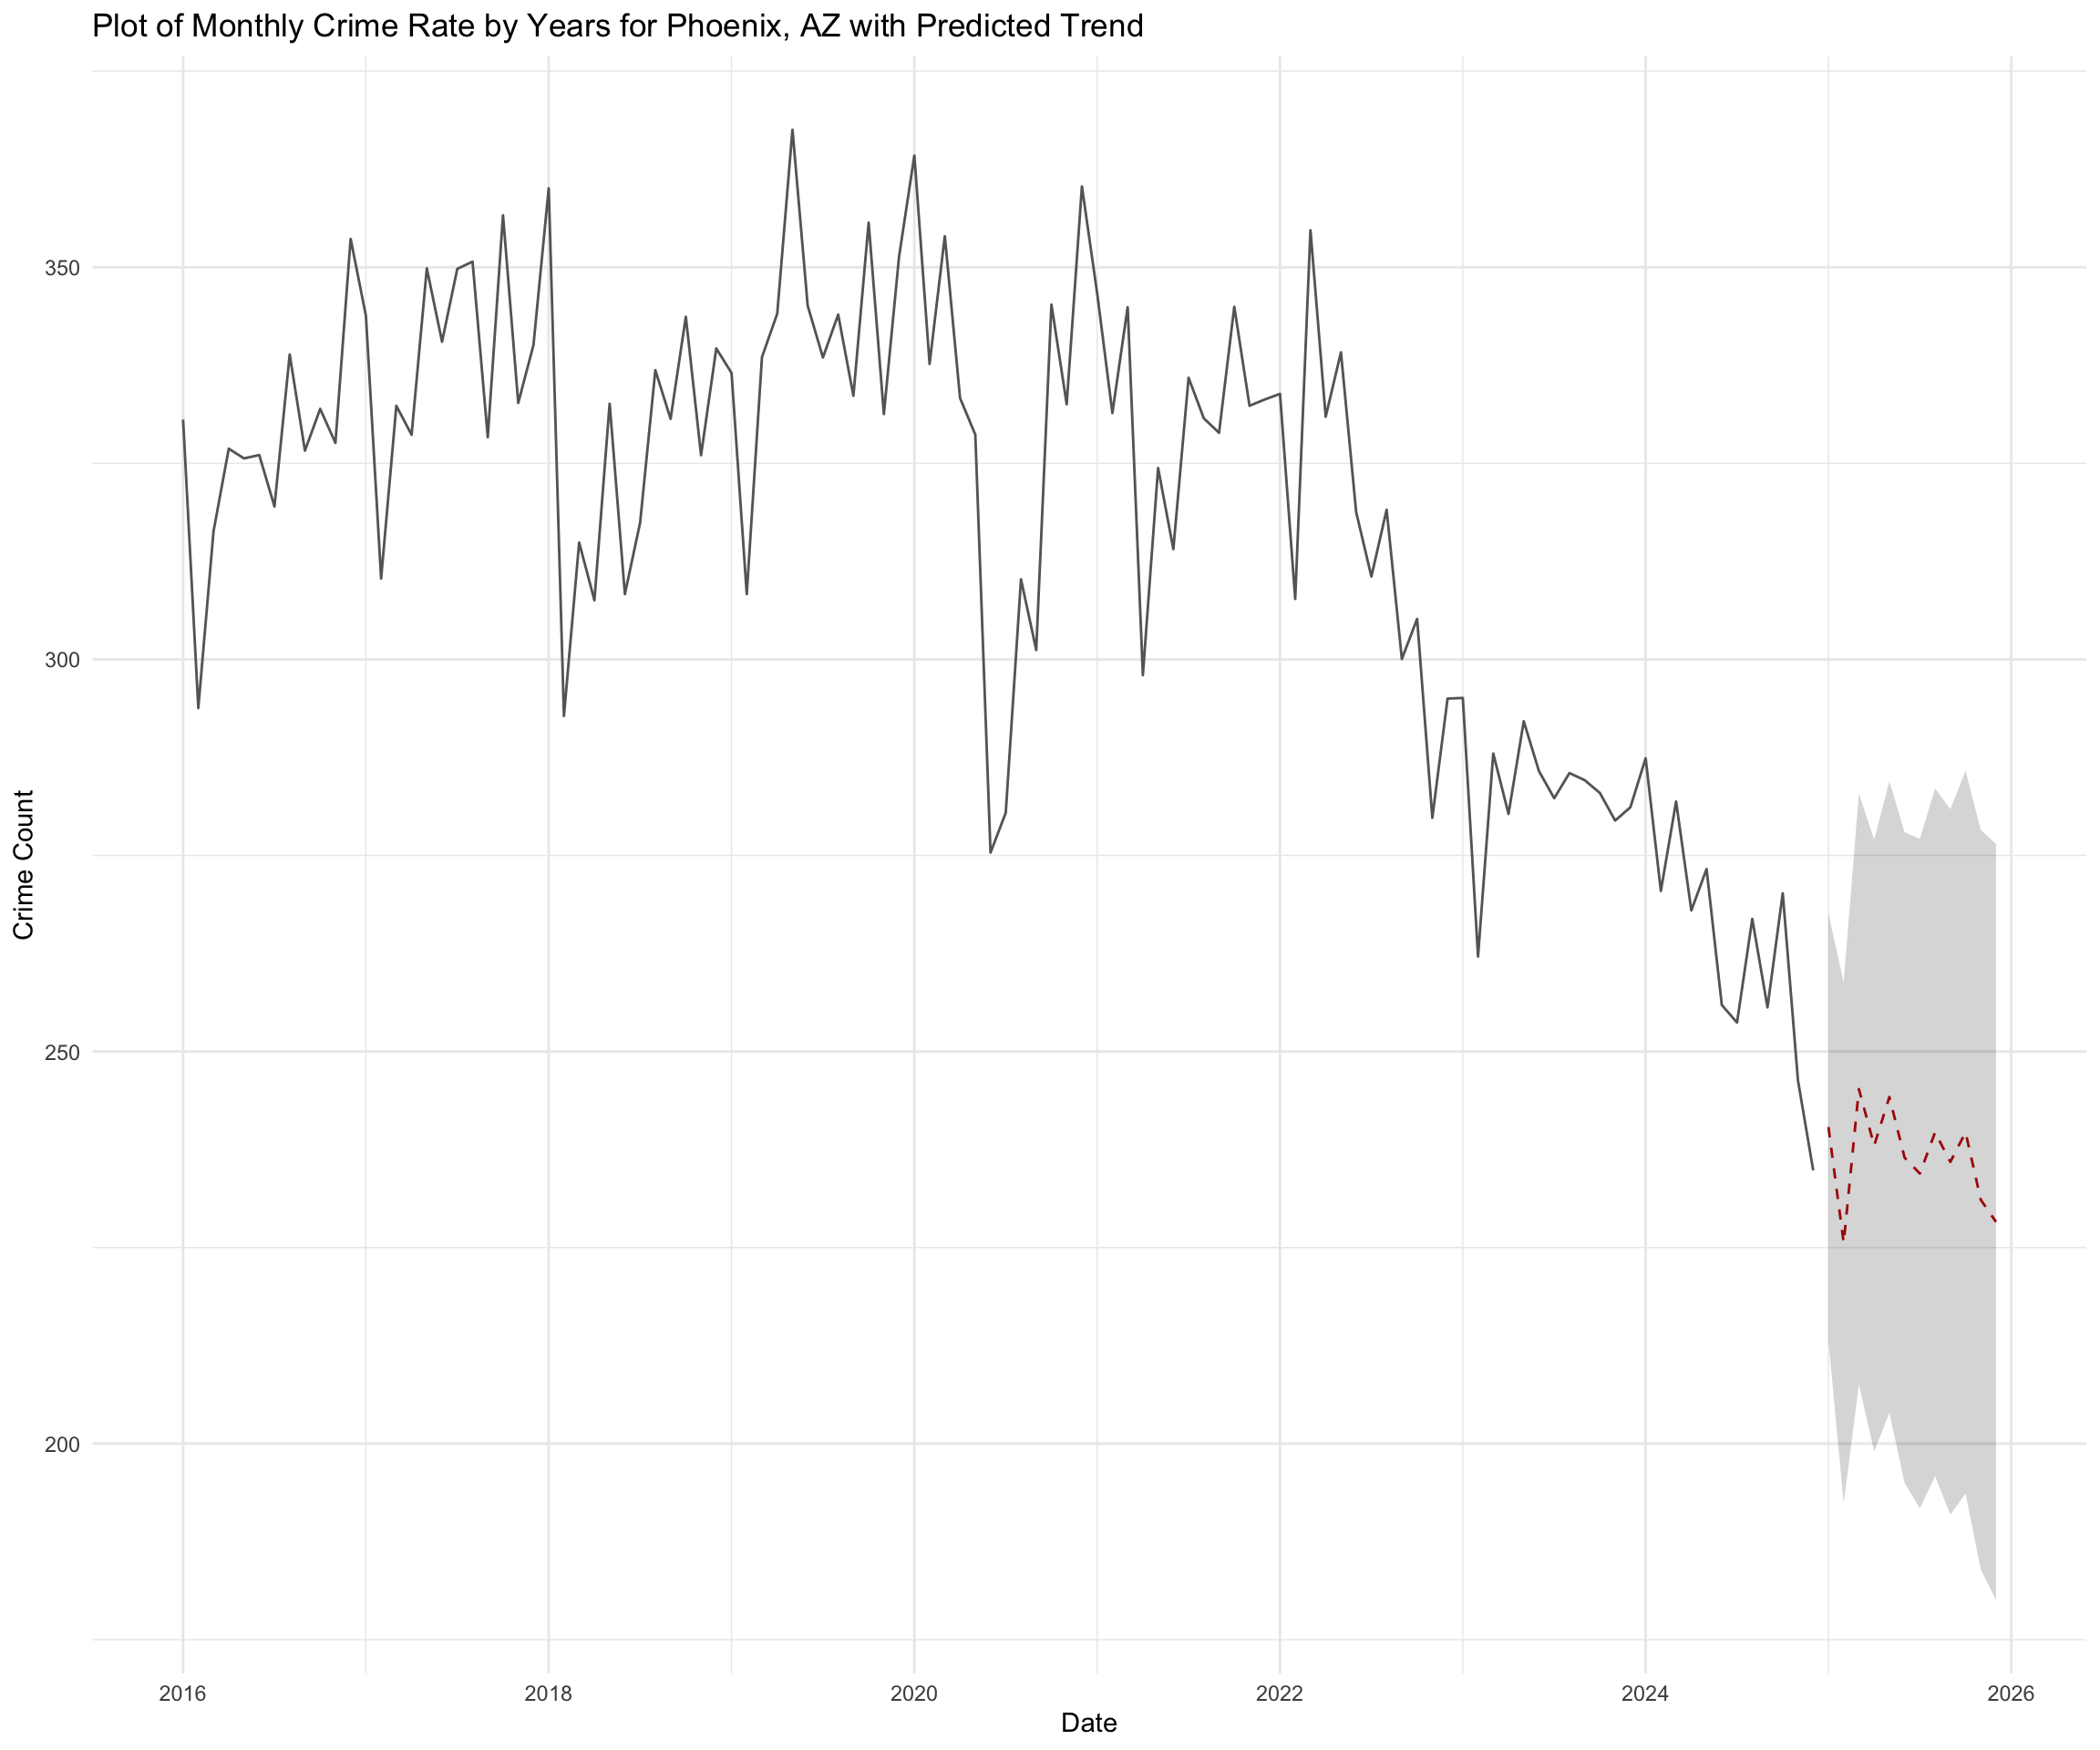 Plot of Monthly Crime Rate by Years for Phoenix, AZ with Predicted Trend
Crime Count
350
300
250
200
2016 2018 2020 2022 2024 2026
Date